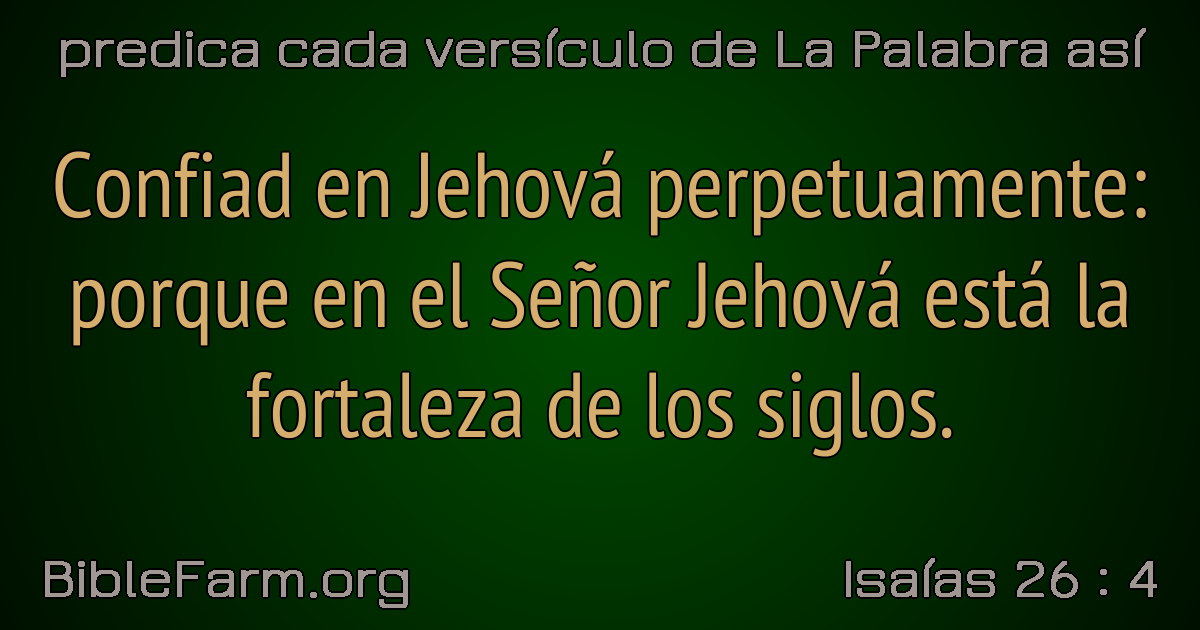 predica cada versículo de La Palabra así
Confiad en Jehová perpetuamente:
porque en el Señor Jehová está la
fortaleza de los siglos.
BibleFarm.org
Isaías 26 : 4